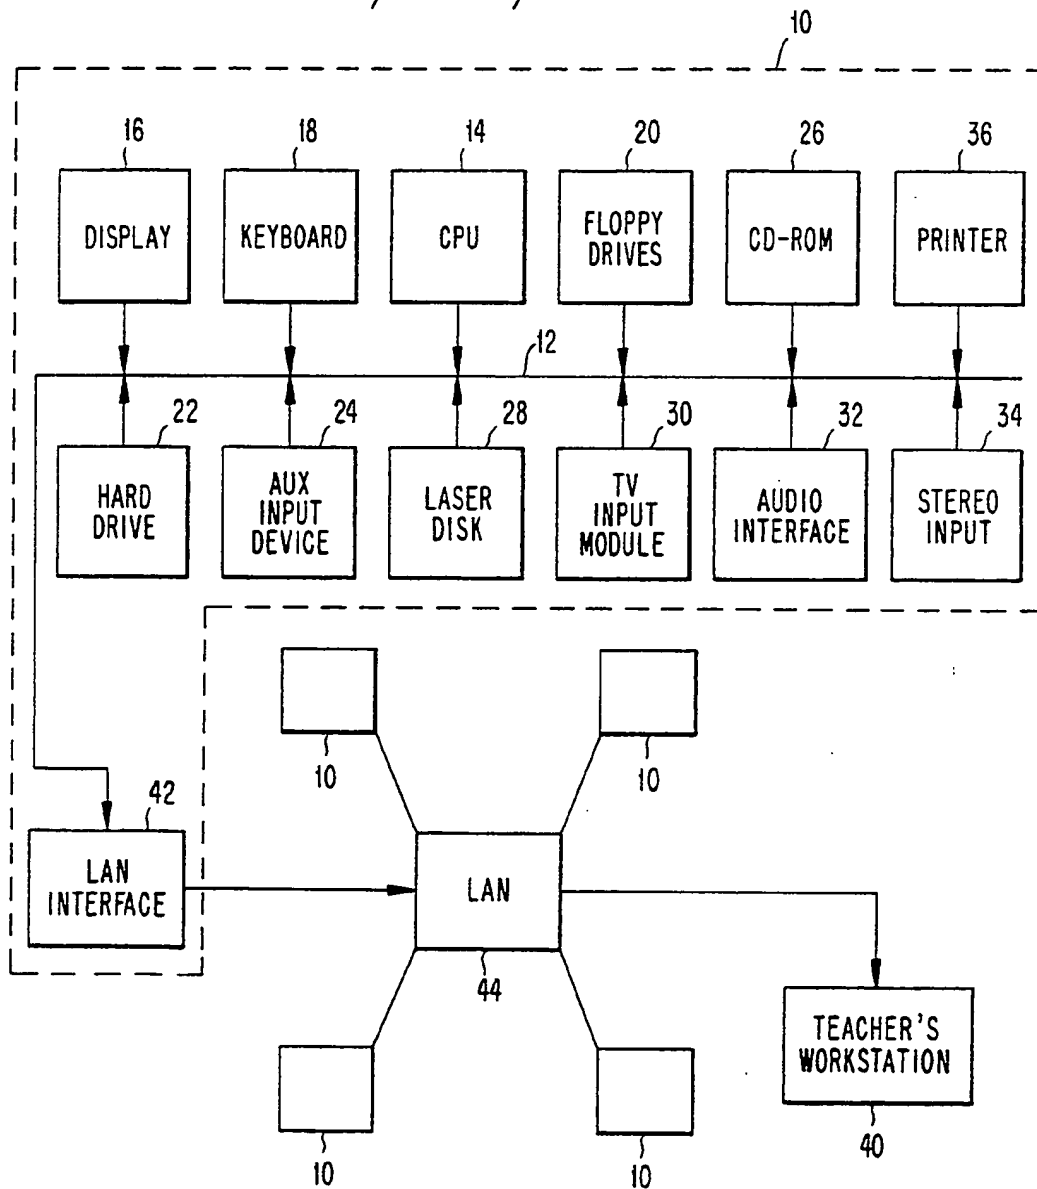 10
16 18 14 20 26 36
DISPLAY KEYBOARD CPU FLOPPY DRIVES CD-ROM PRINTER
12
22 24 28 30 32 34
HARD DRIVE AUX INPUT DEVICE LASER DISK TV INPUT MODULE AUDIO INTERFACE STEREO INPUT
10 10
42
LAN INTERFACE
LAN
44
TEACHER'S WORKSTATION
40
10 10